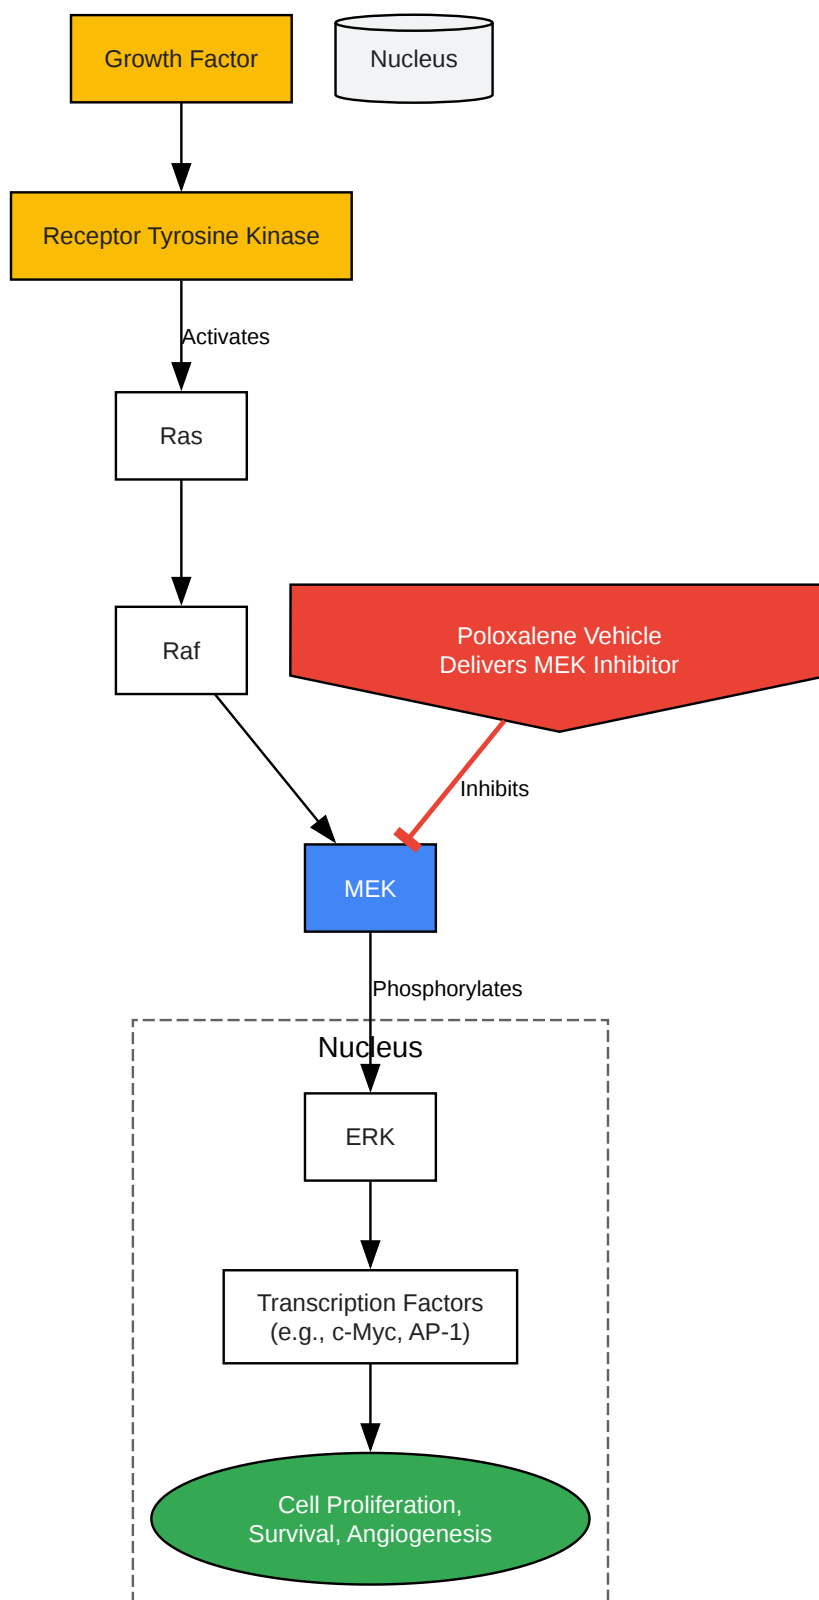 Growth Factor
Nucleus
Receptor Tyrosine Kinase
Activates
Ras
Raf
Poloxalene Vehicle
Delivers MEK Inhibitor
Inhibits
MEK
Phosphorylates
Nucleus
ERK
Transcription Factors
(e.g., c-Myc, AP-1)
Cell Proliferation,
Survival, Angiogenesis